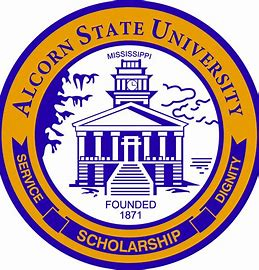 ALCORN STATE UNIVERSITY
MISSISSIPPI
FOUNDED
1871
SERVICE
SCHOLARSHIP
DIGNITY